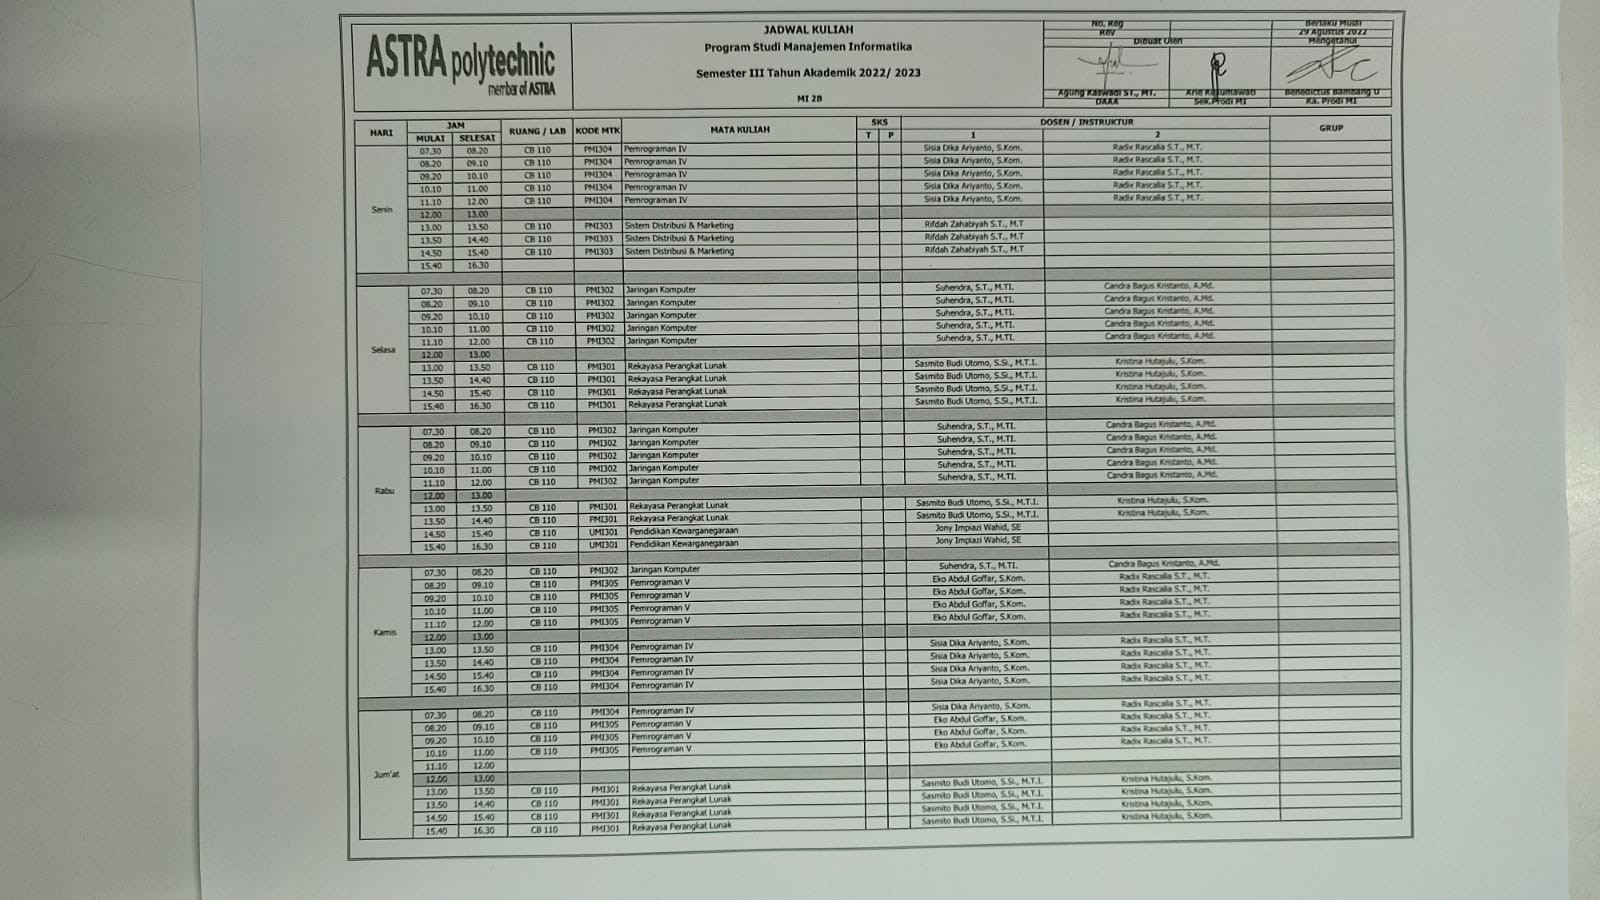 ASTRA polytechnic
member of ASTRA
JADWAL KULIAH
Program Studi Manajemen Informatika
Semester III Tahun Akademik 2022/ 2023
MI 2B
No. Reg
Rev
Berlaku Mulai
29 Agustus 2022
Dibuat Oleh
Mengetahui
Agung Kaswadi ST., MT.
DAAA
Arie Kusumawati
Sek.Prodi MI
Benedictus Bambang U
Ka. Prodi MI
HARI JAM RUANG / LAB KODE MTK MATA KULIAH SKS DOSEN / INSTRUKTUR GRUP
MULAI SELESAI T P 1 2
Senin
07.30 08.20 CB 110 PMI304 Pemrograman IV Sisia Dika Ariyanto, S.Kom. Radix Rascalia S.T., M.T.
08.20 09.10 CB 110 PMI304 Pemrograman IV Sisia Dika Ariyanto, S.Kom. Radix Rascalia S.T., M.T.
09.20 10.10 CB 110 PMI304 Pemrograman IV Sisia Dika Ariyanto, S.Kom. Radix Rascalia S.T., M.T.
10.10 11.00 CB 110 PMI304 Pemrograman IV Sisia Dika Ariyanto, S.Kom. Radix Rascalia S.T., M.T.
11.10 12.00 CB 110 PMI304 Pemrograman IV Sisia Dika Ariyanto, S.Kom. Radix Rascalia S.T., M.T.
12.00 13.00
13.00 13.50 CB 110 PMI303 Sistem Distribusi & Marketing Rifdah Zahabiyah S.T., M.T
13.50 14.40 CB 110 PMI303 Sistem Distribusi & Marketing Rifdah Zahabiyah S.T., M.T
14.50 15.40 CB 110 PMI303 Sistem Distribusi & Marketing Rifdah Zahabiyah S.T., M.T
15.40 16.30
Selasa
07.30 08.20 CB 110 PMI302 Jaringan Komputer Suhendra, S.T., M.TI. Candra Bagus Kristanto, A.Md.
08.20 09.10 CB 110 PMI302 Jaringan Komputer Suhendra, S.T., M.TI. Candra Bagus Kristanto, A.Md.
09.20 10.10 CB 110 PMI302 Jaringan Komputer Suhendra, S.T., M.TI. Candra Bagus Kristanto, A.Md.
10.10 11.00 CB 110 PMI302 Jaringan Komputer Suhendra, S.T., M.TI. Candra Bagus Kristanto, A.Md.
11.10 12.00 CB 110 PMI302 Jaringan Komputer Suhendra, S.T., M.TI. Candra Bagus Kristanto, A.Md.
12.00 13.00
13.00 13.50 CB 110 PMI301 Rekayasa Perangkat Lunak Sasmito Budi Utomo, S.Si., M.T.I. Kristina Hutajulu, S.Kom.
13.50 14.40 CB 110 PMI301 Rekayasa Perangkat Lunak Sasmito Budi Utomo, S.Si., M.T.I. Kristina Hutajulu, S.Kom.
14.50 15.40 CB 110 PMI301 Rekayasa Perangkat Lunak Sasmito Budi Utomo, S.Si., M.T.I. Kristina Hutajulu, S.Kom.
15.40 16.30 CB 110 PMI301 Rekayasa Perangkat Lunak Sasmito Budi Utomo, S.Si., M.T.I. Kristina Hutajulu, S.Kom.
Rabu
07.30 08.20 CB 110 PMI302 Jaringan Komputer Suhendra, S.T., M.TI. Candra Bagus Kristanto, A.Md.
08.20 09.10 CB 110 PMI302 Jaringan Komputer Suhendra, S.T., M.TI. Candra Bagus Kristanto, A.Md.
09.20 10.10 CB 110 PMI302 Jaringan Komputer Suhendra, S.T., M.TI. Candra Bagus Kristanto, A.Md.
10.10 11.00 CB 110 PMI302 Jaringan Komputer Suhendra, S.T., M.TI. Candra Bagus Kristanto, A.Md.
11.10 12.00 CB 110 PMI302 Jaringan Komputer Suhendra, S.T., M.TI. Candra Bagus Kristanto, A.Md.
12.00 13.00
13.00 13.50 CB 110 PMI301 Rekayasa Perangkat Lunak Sasmito Budi Utomo, S.Si., M.T.I. Kristina Hutajulu, S.Kom.
13.50 14.40 CB 110 PMI301 Rekayasa Perangkat Lunak Sasmito Budi Utomo, S.Si., M.T.I. Kristina Hutajulu, S.Kom.
14.50 15.40 CB 110 UMI301 Pendidikan Kewarganegaraan Jony Impiazi Wahid, SE
15.40 16.30 CB 110 UMI301 Pendidikan Kewarganegaraan Jony Impiazi Wahid, SE
Kamis
07.30 08.20 CB 110 PMI302 Jaringan Komputer Suhendra, S.T., M.TI. Candra Bagus Kristanto, A.Md.
08.20 09.10 CB 110 PMI305 Pemrograman V Eko Abdul Goffar, S.Kom. Radix Rascalia S.T., M.T.
09.20 10.10 CB 110 PMI305 Pemrograman V Eko Abdul Goffar, S.Kom. Radix Rascalia S.T., M.T.
10.10 11.00 CB 110 PMI305 Pemrograman V Eko Abdul Goffar, S.Kom. Radix Rascalia S.T., M.T.
11.10 12.00 CB 110 PMI305 Pemrograman V Eko Abdul Goffar, S.Kom. Radix Rascalia S.T., M.T.
12.00 13.00
13.00 13.50 CB 110 PMI304 Pemrograman IV Sisia Dika Ariyanto, S.Kom. Radix Rascalia S.T., M.T.
13.50 14.40 CB 110 PMI304 Pemrograman IV Sisia Dika Ariyanto, S.Kom. Radix Rascalia S.T., M.T.
14.50 15.40 CB 110 PMI304 Pemrograman IV Sisia Dika Ariyanto, S.Kom. Radix Rascalia S.T., M.T.
15.40 16.30 CB 110 PMI304 Pemrograman IV Sisia Dika Ariyanto, S.Kom. Radix Rascalia S.T., M.T.
Jum'at
07.30 08.20 CB 110 PMI304 Pemrograman IV Sisia Dika Ariyanto, S.Kom. Radix Rascalia S.T., M.T.
08.20 09.10 CB 110 PMI305 Pemrograman V Eko Abdul Goffar, S.Kom. Radix Rascalia S.T., M.T.
09.20 10.10 CB 110 PMI305 Pemrograman V Eko Abdul Goffar, S.Kom. Radix Rascalia S.T., M.T.
10.10 11.00 CB 110 PMI305 Pemrograman V Eko Abdul Goffar, S.Kom. Radix Rascalia S.T., M.T.
11.10 12.00
12.00 13.00
13.00 13.50 CB 110 PMI301 Rekayasa Perangkat Lunak Sasmito Budi Utomo, S.Si., M.T.I. Kristina Hutajulu, S.Kom.
13.50 14.40 CB 110 PMI301 Rekayasa Perangkat Lunak Sasmito Budi Utomo, S.Si., M.T.I. Kristina Hutajulu, S.Kom.
14.50 15.40 CB 110 PMI301 Rekayasa Perangkat Lunak Sasmito Budi Utomo, S.Si., M.T.I. Kristina Hutajulu, S.Kom.
15.40 16.30 CB 110 PMI301 Rekayasa Perangkat Lunak Sasmito Budi Utomo, S.Si., M.T.I. Kristina Hutajulu, S.Kom.